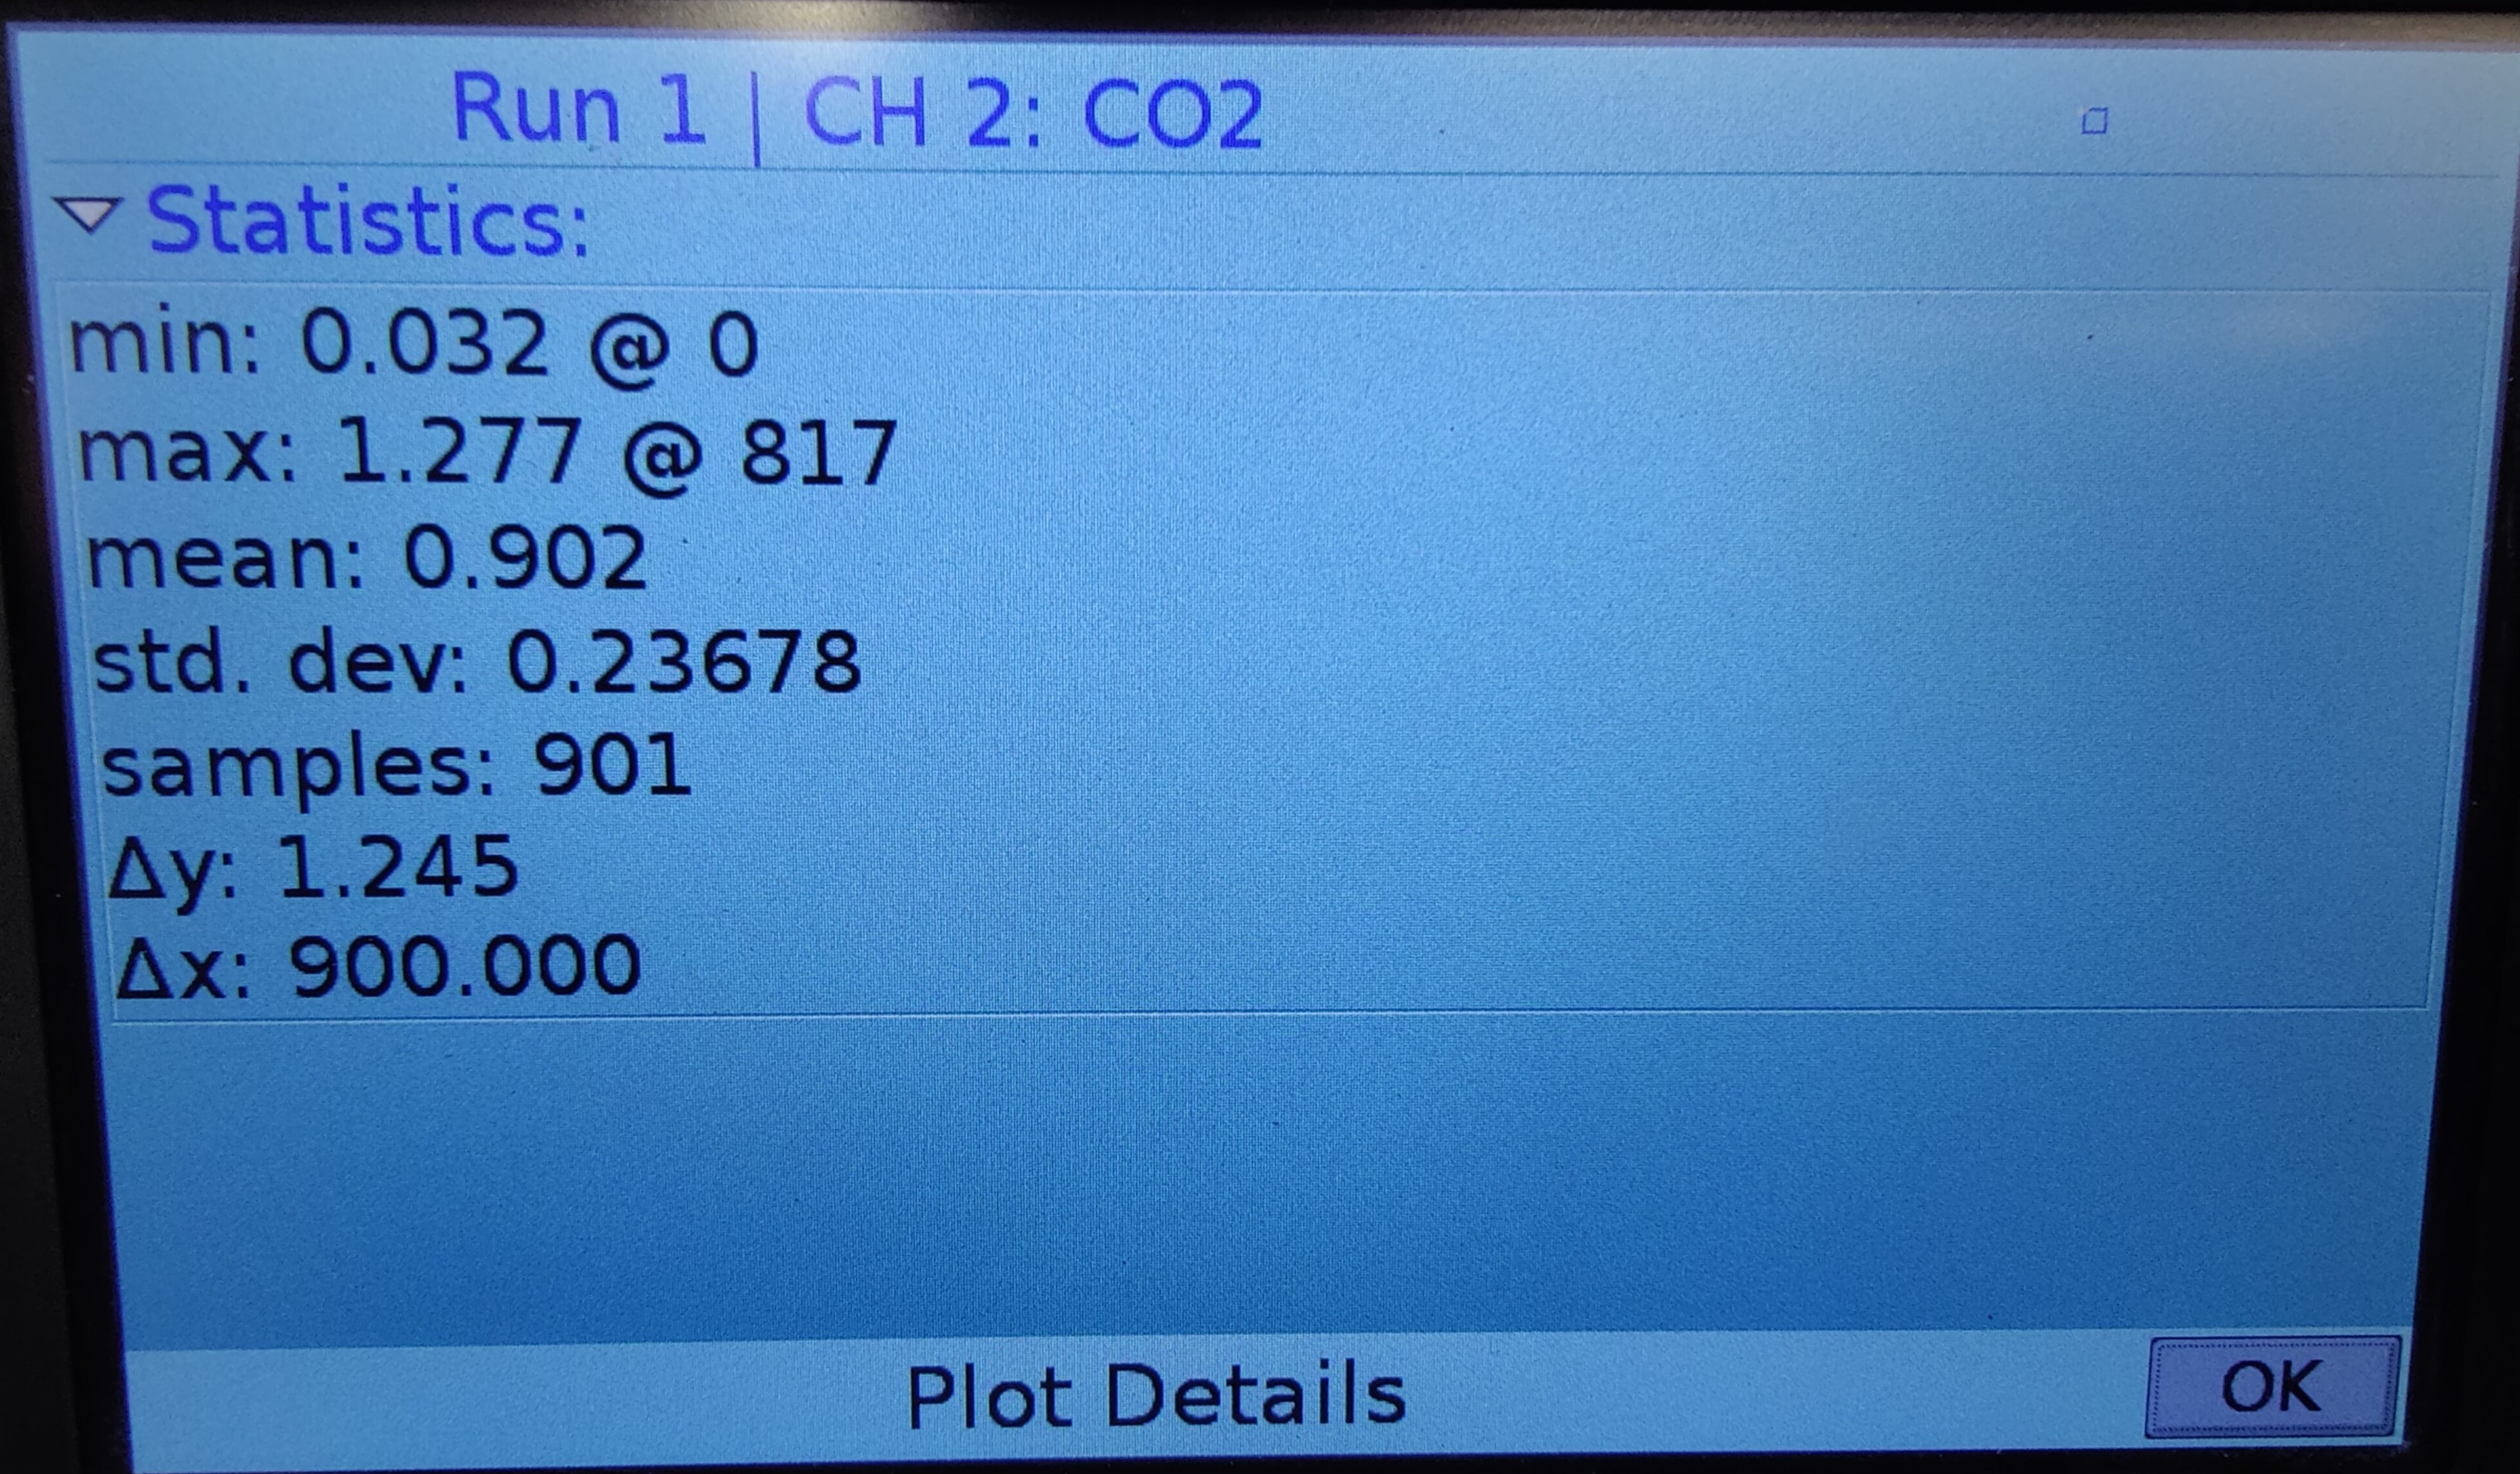 Run 1 | CH 2: CO2
Statistics:
min: 0.032 @ 0
max: 1.277 @ 817
mean: 0.902
std. dev: 0.23678
samples: 901
Δy: 1.245
Δx: 900.000
Plot Details
OK